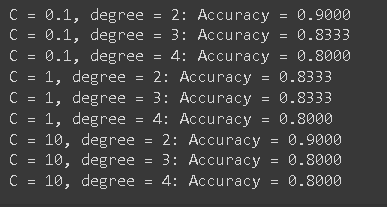 C = 0.1, degree = 2: Accuracy = 0.9000
C = 0.1, degree = 3: Accuracy = 0.8333
C = 0.1, degree = 4: Accuracy = 0.8000
C = 1, degree = 2: Accuracy = 0.8333
C = 1, degree = 3: Accuracy = 0.8333
C = 1, degree = 4: Accuracy = 0.8000
C = 10, degree = 2: Accuracy = 0.9000
C = 10, degree = 3: Accuracy = 0.8000
C = 10, degree = 4: Accuracy = 0.8000